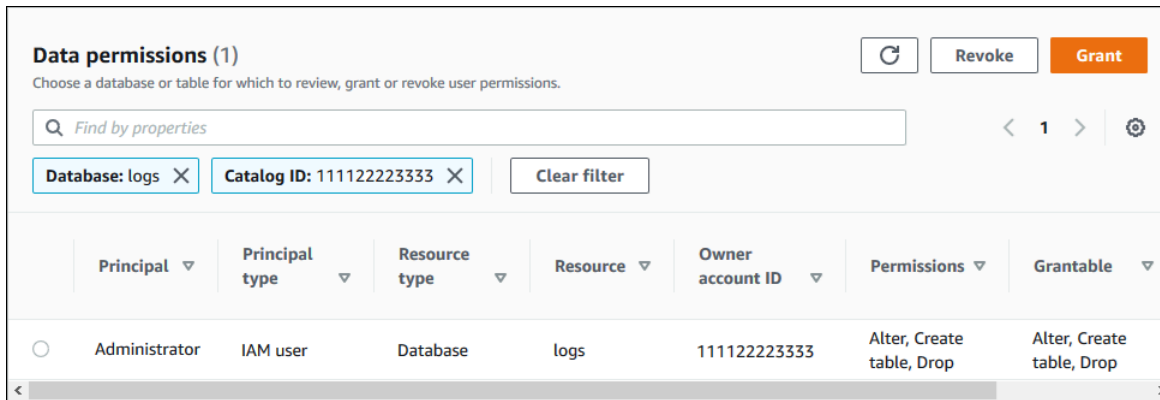 Data permissions (1)
Revoke
Grant
Choose a database or table for which to review, grant or revoke user permissions.
Find by properties
1
Database: logs
Catalog ID: 111122223333
Clear filter
Principal
Principal type
Resource type
Resource
Owner account ID
Permissions
Grantable
Administrator
IAM user
Database
logs
111122223333
Alter, Create
table, Drop
Alter, Create
table, Drop